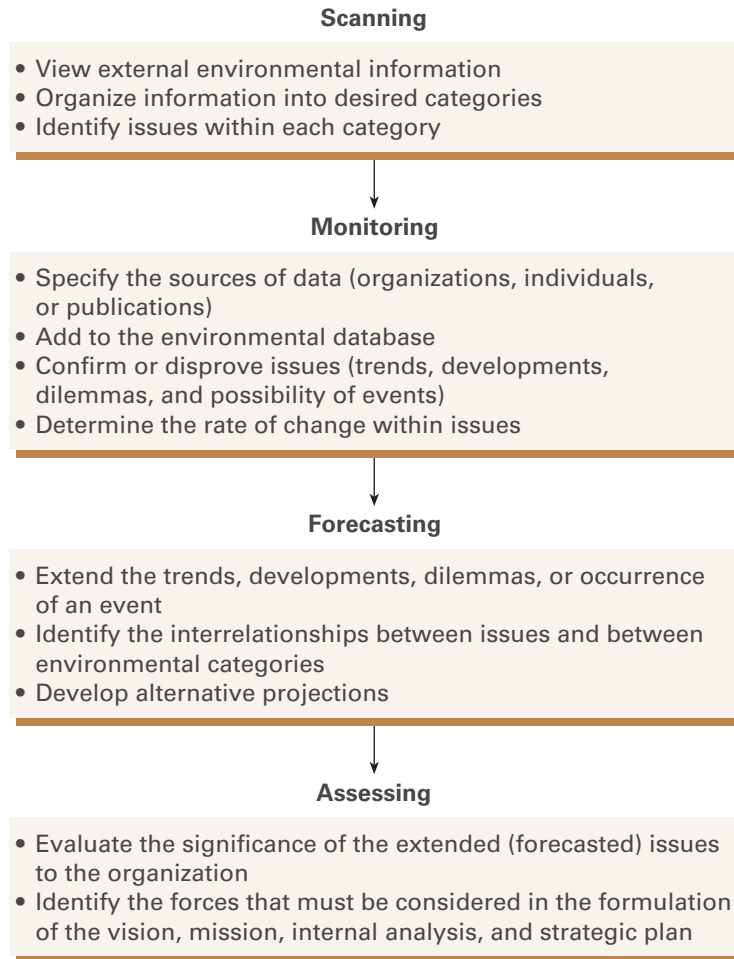 Scanning
• View external environmental information
• Organize information into desired categories
• Identify issues within each category
Monitoring
• Specify the sources of data (organizations, individuals,
or publications)
• Add to the environmental database
• Confirm or disprove issues (trends, developments,
dilemmas, and possibility of events)
• Determine the rate of change within issues
Forecasting
• Extend the trends, developments, dilemmas, or occurrence
of an event
• Identify the interrelationships between issues and between
environmental categories
• Develop alternative projections
Assessing
• Evaluate the significance of the extended (forecasted) issues
to the organization
• Identify the forces that must be considered in the formulation
of the vision, mission, internal analysis, and strategic plan